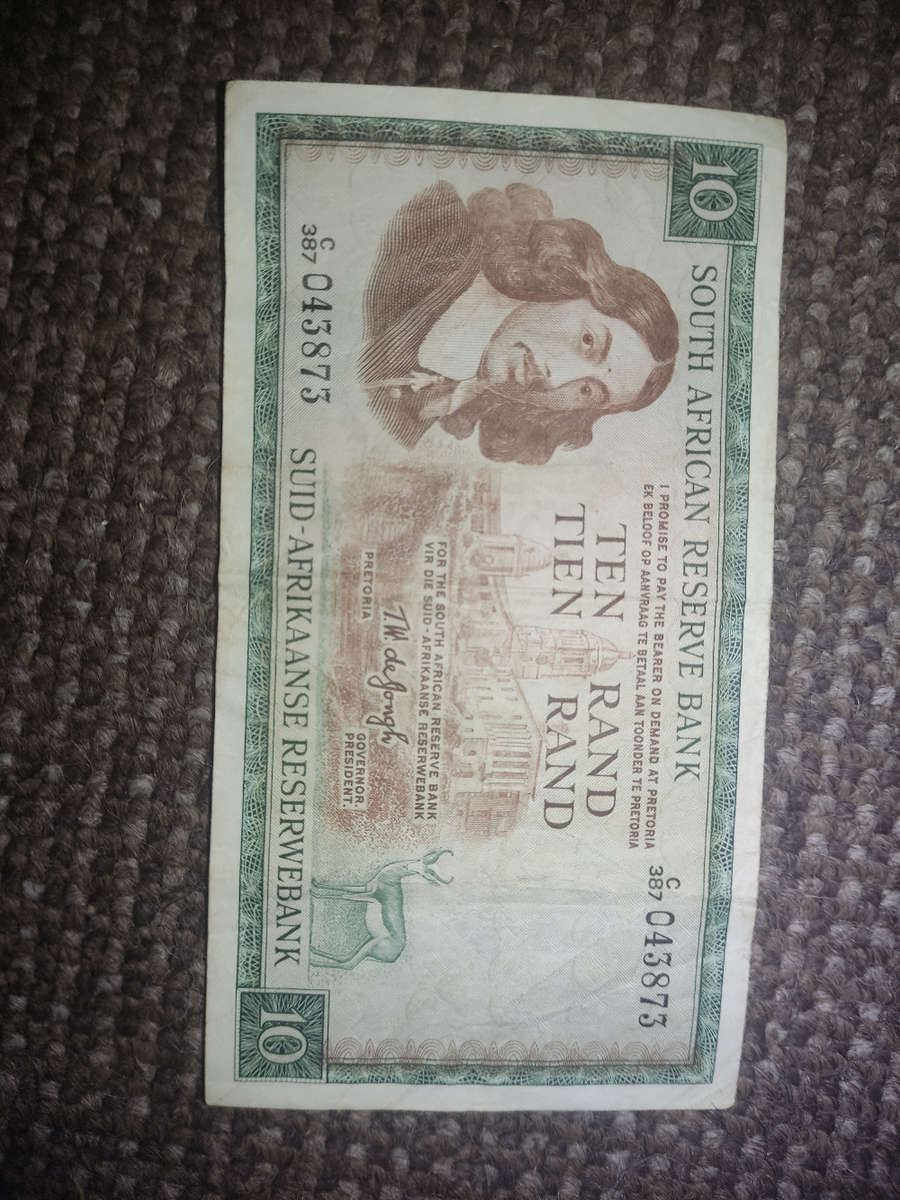 10
SOUTH AFRICAN RESERVE BANK
I PROMISE TO PAY THE BEARER ON DEMAND AT PRETORIA
EK BELOOF OP AANVRAAG TE BETAAL AAN TOONDER TE PRETORIA
C
387 043873
TEN RAND
TIEN RAND
FOR THE SOUTH AFRICAN RESERVE BANK
VIR DIE SUID-AFRIKAANSE RESERWEBANK
T.W. de Jongh
PRETORIA
GOVERNOR.
PRESIDENT.
C
387 043873
SUID-AFRIKAANSE RESERWEBANK
10